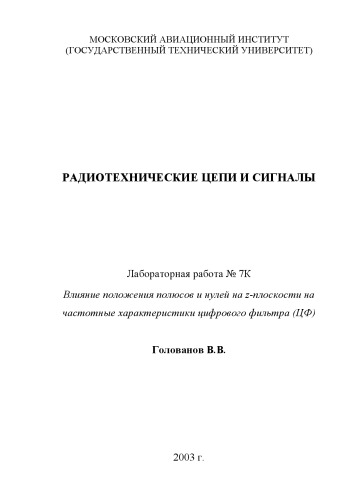 МОСКОВСКИЙ АВИАЦИОННЫЙ ИНСТИТУТ
(ГОСУДАРСТВЕННЫЙ ТЕХНИЧЕСКИЙ УНИВЕРСИТЕТ)
РАДИОТЕХНИЧЕСКИЕ ЦЕПИ И СИГНАЛЫ
Лабораторная работа № 7К
Влияние положения полюсов и нулей на z-плоскости на
частотные характеристики цифрового фильтра (ЦФ)
Голованов В.В.
2003 г.